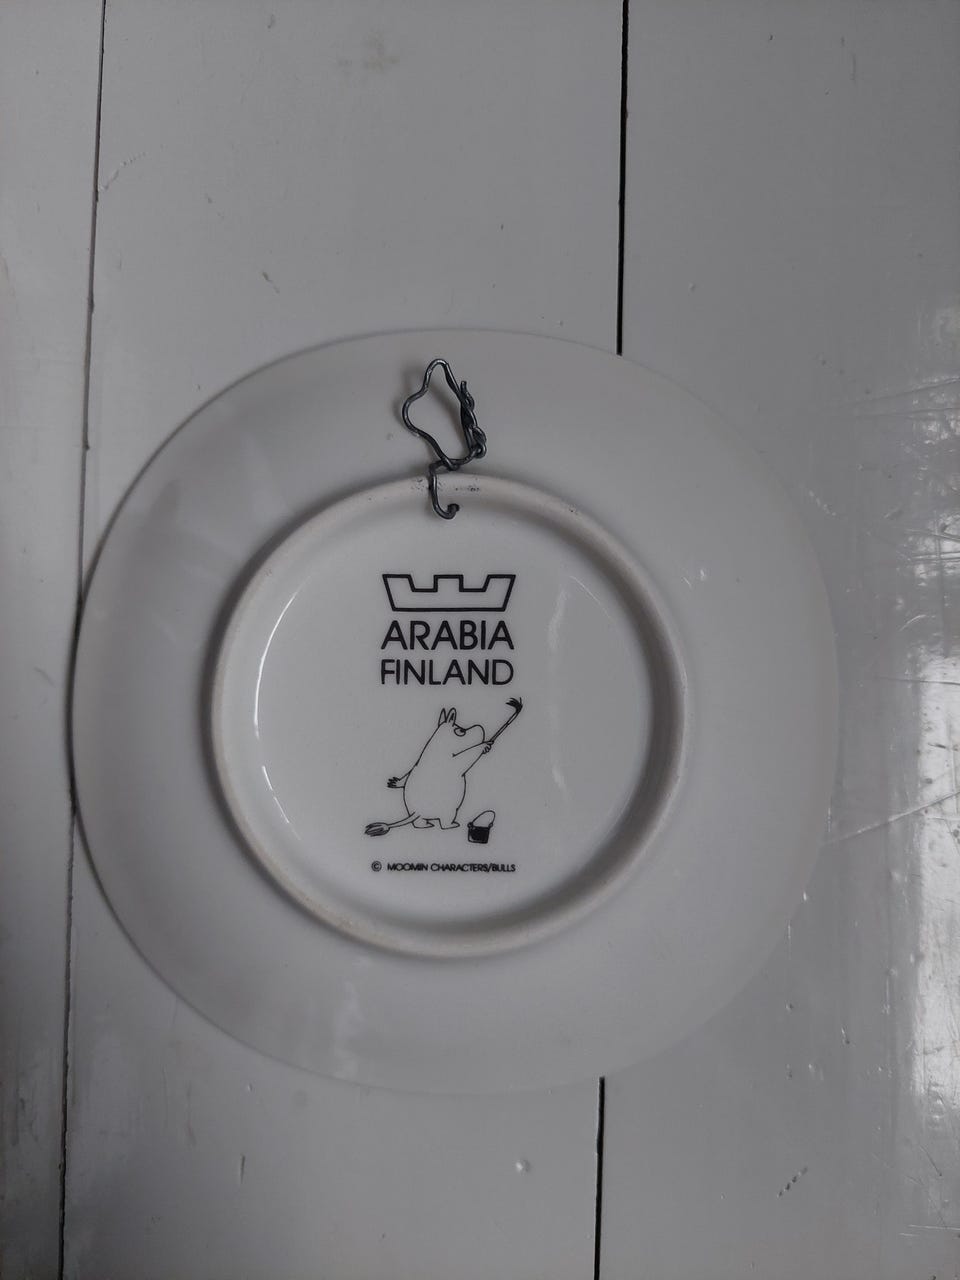 ARABIA
FINLAND
© MOOMIN CHARACTERS/BULLS